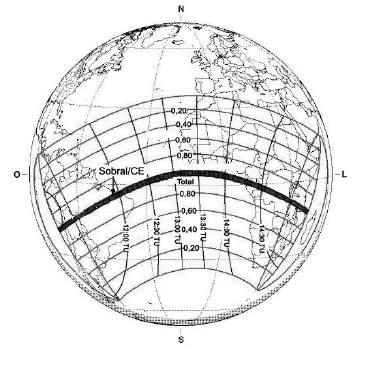 N
0,20
0,40
0,60
0,80
Sobral/CE
O
L
Total
0,80
0,60
0,40
0,20
12:00 TU
12:30 TU
13:00 TU
13:30 TU
14:00 TU
14:30 TU
S